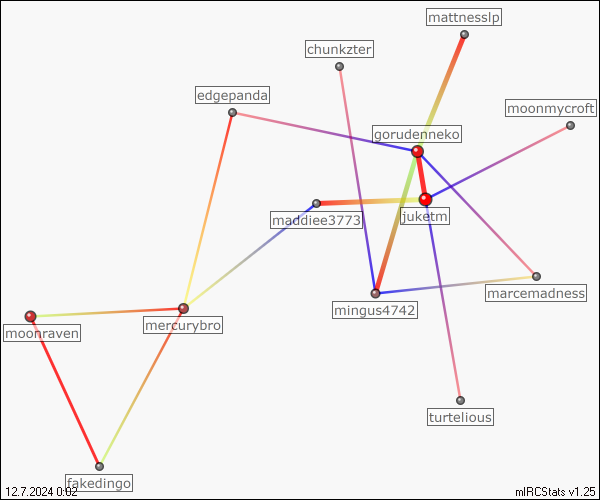 mattnesslp
chunkzter
edgepanda
moonmycroft
gorudenneko
maddiee3773
juketm
marcemadness
mingus4742
mercurybro
moonraven
turtelious
fakedingo
12.7.2024 0:02
mIRCStats v1.25